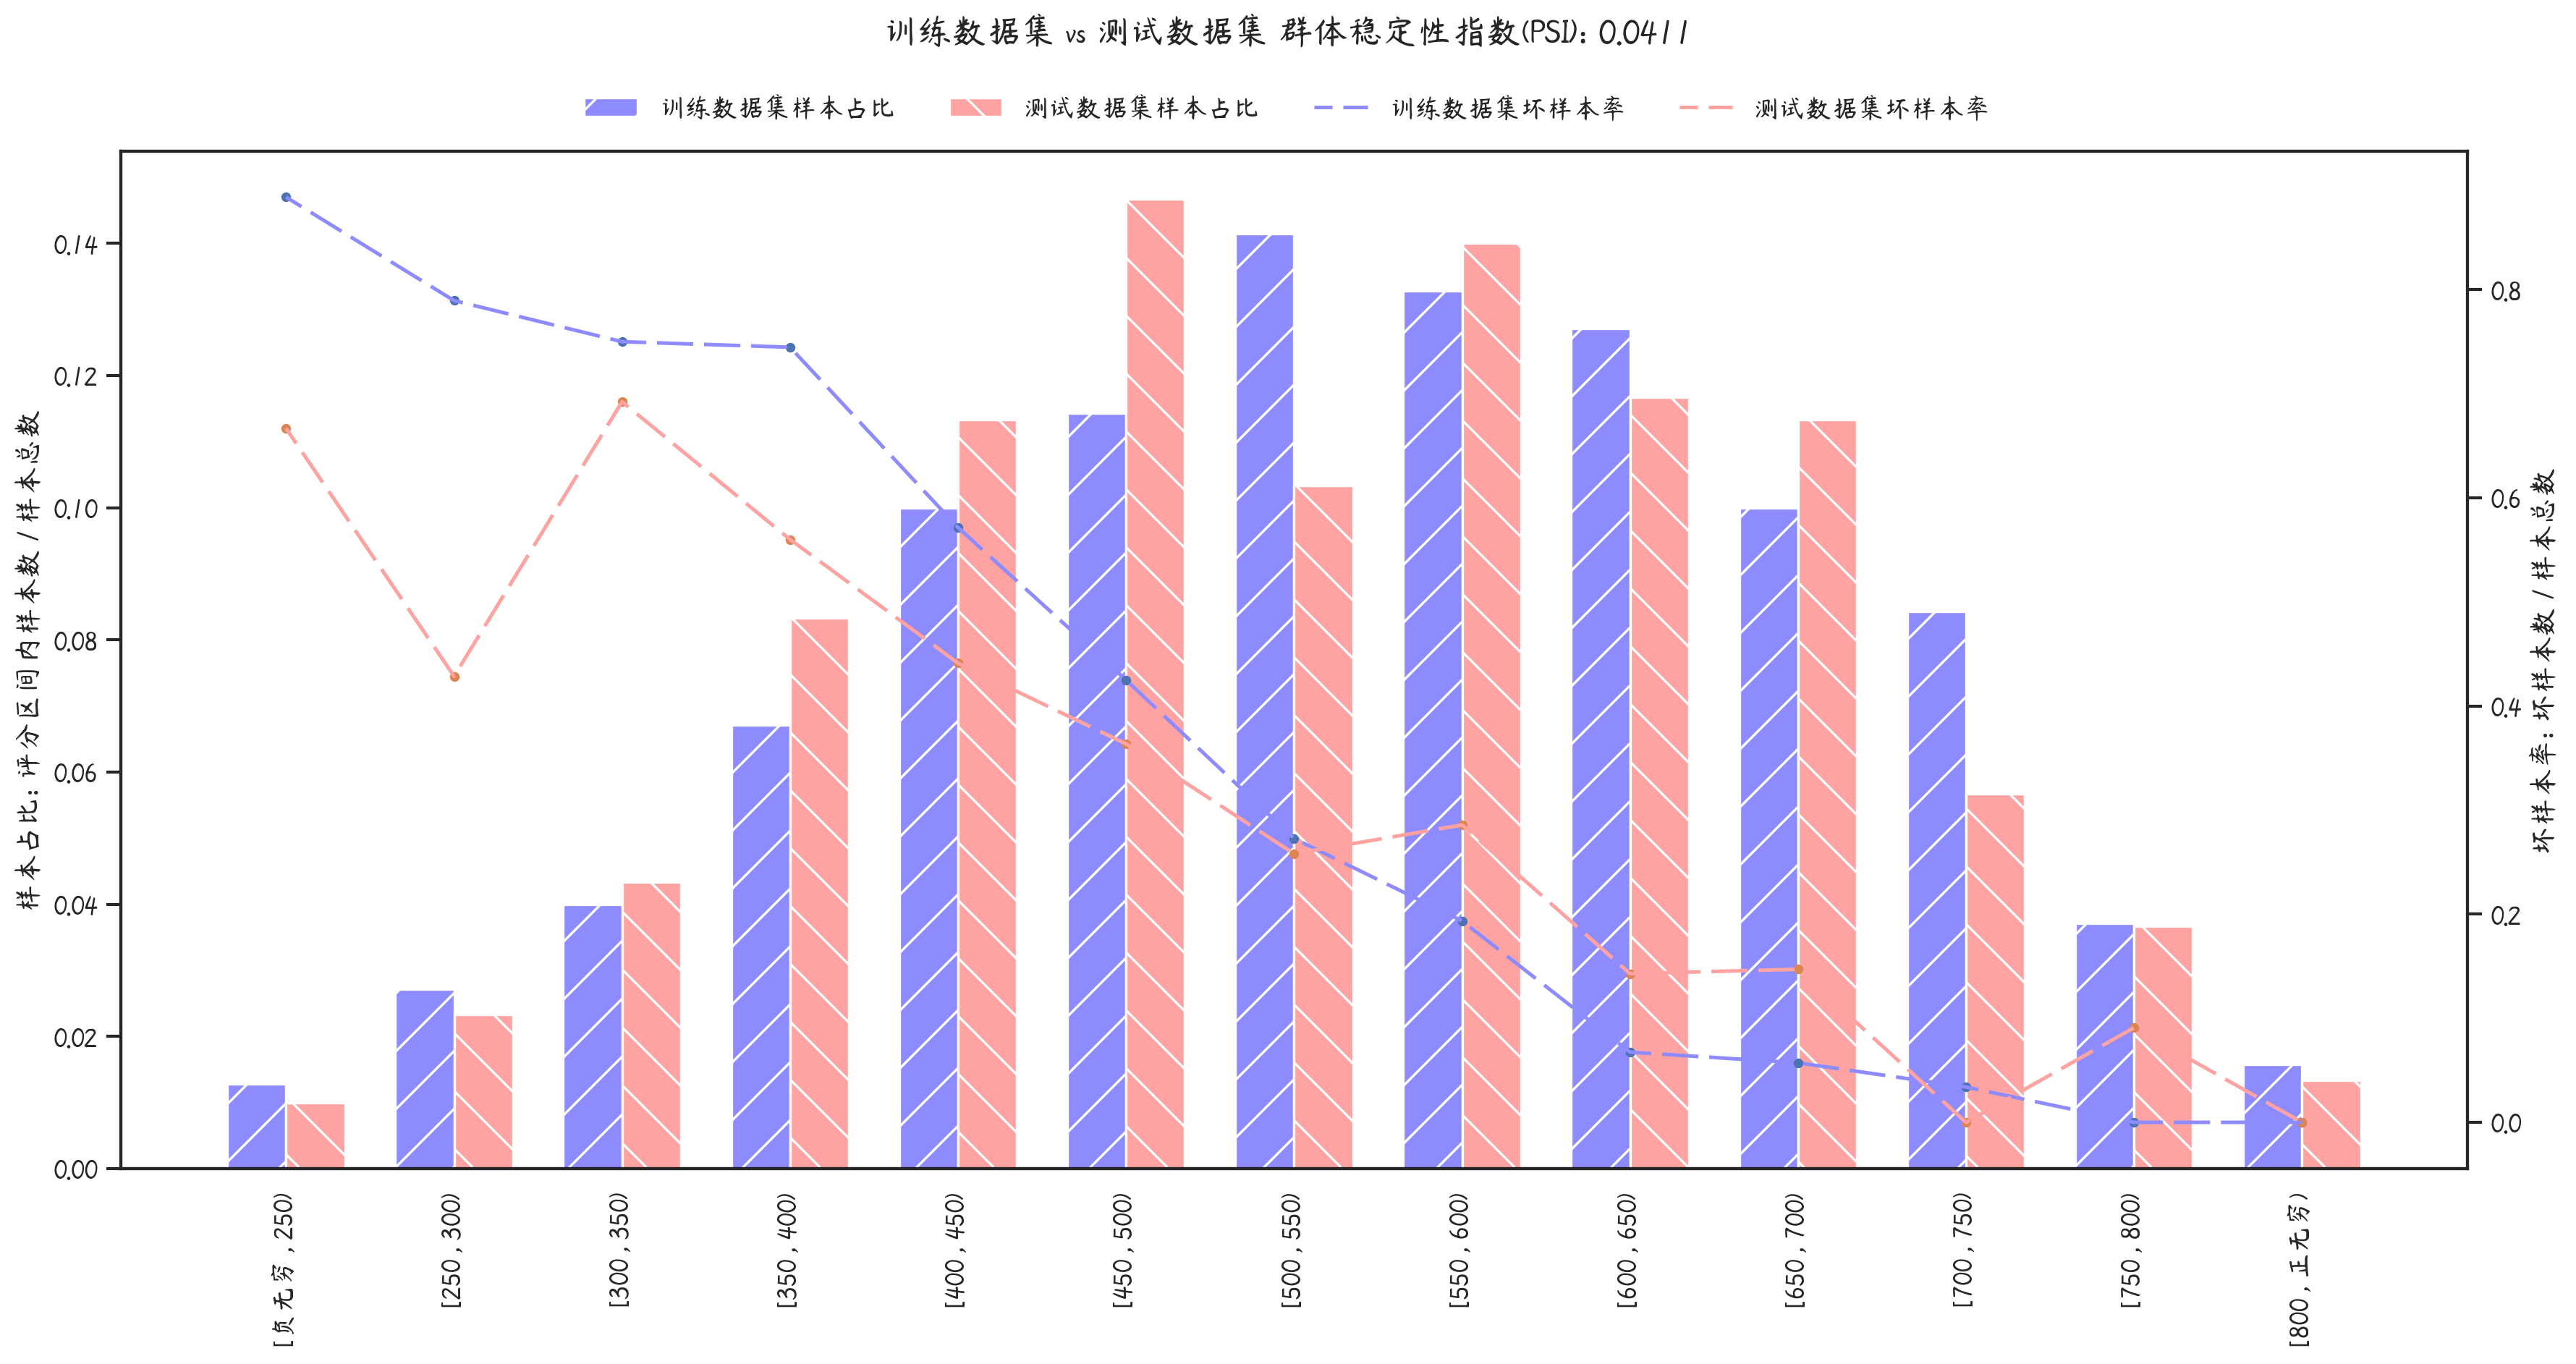 训练数据集 vs 测试数据集 群体稳定性指数(PSI): 0.0411
训练数据集样本占比
测试数据集样本占比
训练数据集坏样本率
测试数据集坏样本率
样本占比: 评分区间内样本数 / 样本总数
0.14
0.12
0.10
0.08
0.06
0.04
0.02
0.00
0.8
0.6
0.4
0.2
0.0
坏样本率: 坏样本数 / 样本总数
[负无穷 , 250)
[250 , 300)
[300 , 350)
[350 , 400)
[400 , 450)
[450 , 500)
[500 , 550)
[550 , 600)
[600 , 650)
[650 , 700)
[700 , 750)
[750 , 800)
[800 , 正无穷)